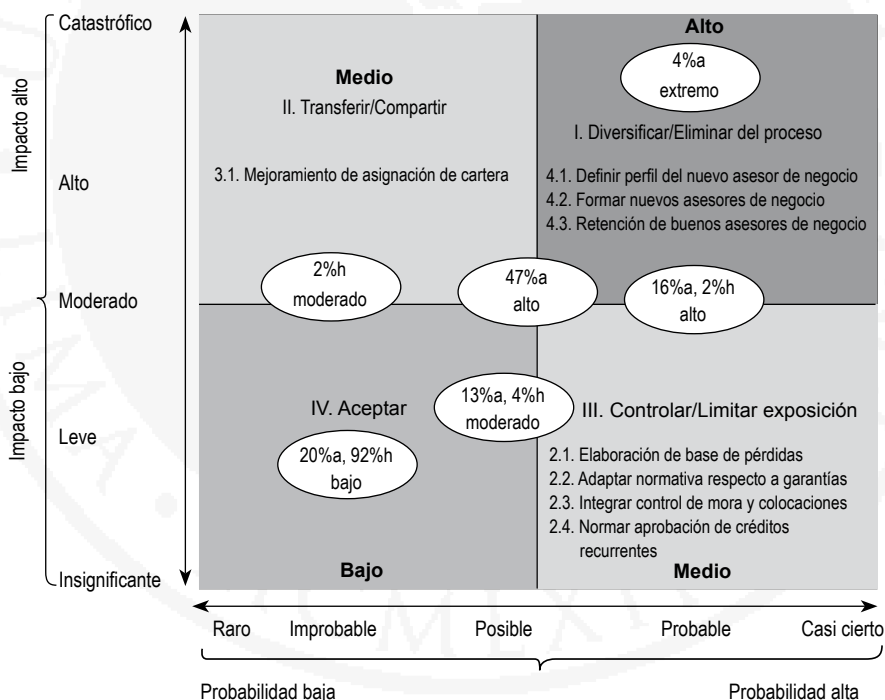 Catastrófico
Alto
4%a
extremo
Medio
II. Transferir/Compartir
I. Diversificar/Eliminar del proceso
Impacto alto
Alto
3.1. Mejoramiento de asignación de cartera
4.1. Definir perfil del nuevo asesor de negocio
4.2. Formar nuevos asesores de negocio
4.3. Retención de buenos asesores de negocio
2%h
moderado
47%a
alto
16%a, 2%h
alto
Moderado
Impacto bajo
Leve
IV. Aceptar
13%a, 4%h
moderado
III. Controlar/Limitar exposición
20%a, 92%h
bajo
2.1. Elaboración de base de pérdidas
2.2. Adaptar normativa respecto a garantías
2.3. Integrar control de mora y colocaciones
2.4. Normar aprobación de créditos
recurrentes
Insignificante
Bajo
Medio
Raro Improbable Posible Probable Casi cierto
Probabilidad baja Probabilidad alta